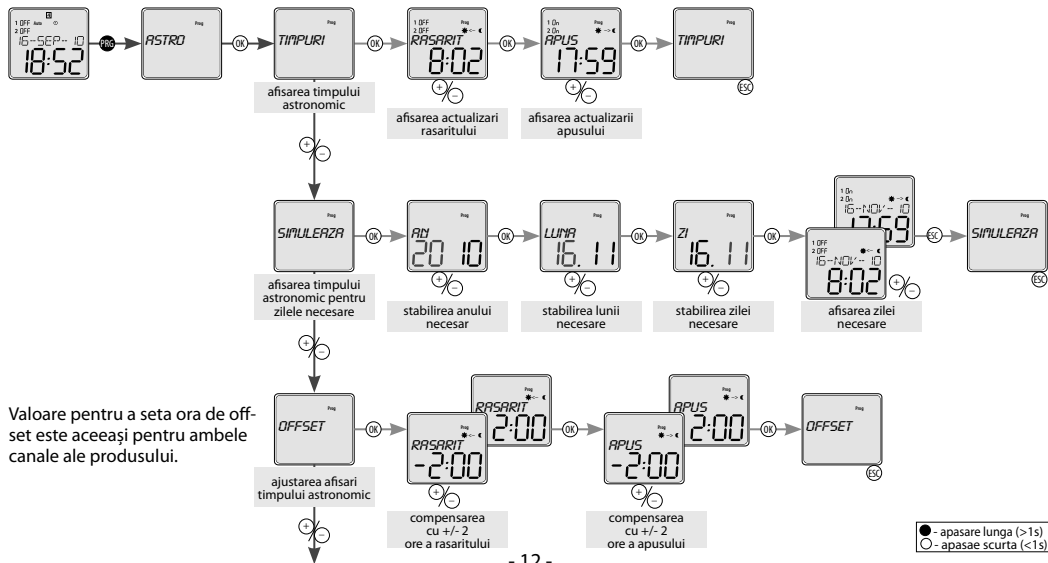 1 OFF Auto
2 OFF
16-SEP-10
18:52
PRG
Prog
ASTRO
OK
Prog
TIMPURI
OK
1 OFF Prog
2 OFF <-
RASARIT
8:02
OK
1 On Prog
2 On ->
APUS
17:59
OK
Prog
TIMPURI
ESC
+/-
+/-
afisarea timpului
astronomic
afisarea actualizari
rasaritului
afisarea actualizarii
apusului
+/-
Prog
SIMULEAZA
OK
Prog
AN
20 10
OK
Prog
LUNA
16. 11
OK
Prog
ZI
16. 11
OK
1 On Prog
2 On ->
16-NOV-10
17:59
1 OFF Prog
2 OFF <-
16-NOV-10
8:02
ESC
Prog
SIMULEAZA
ESC
+/-
+/-
+/-
+/-
afisarea timpului
astronomic pentru
zilele necesare
stabilirea anului
necesar
stabilirea lunii
necesare
stabilirea zilei
necesare
afisarea zilei
necesare
+/-
Valoare pentru a seta ora de off-
set este aceeași pentru ambele
canale ale produsului.
Prog
OFFSET
OK
Prog
<-
RASARIT
2:00
Prog
<-
RASARIT
-2:00
OK
Prog
->
APUS
2:00
Prog
->
APUS
-2:00
OK
Prog
OFFSET
ESC
+/-
+/-
ajustarea afisari
timpului astronomic
compensarea
cu +/- 2
ore a rasaritului
compensarea
cu +/- 2
ore a apusului
+/-
- apasare lunga (>1s)
- apasae scurta (<1s)
- 12 -